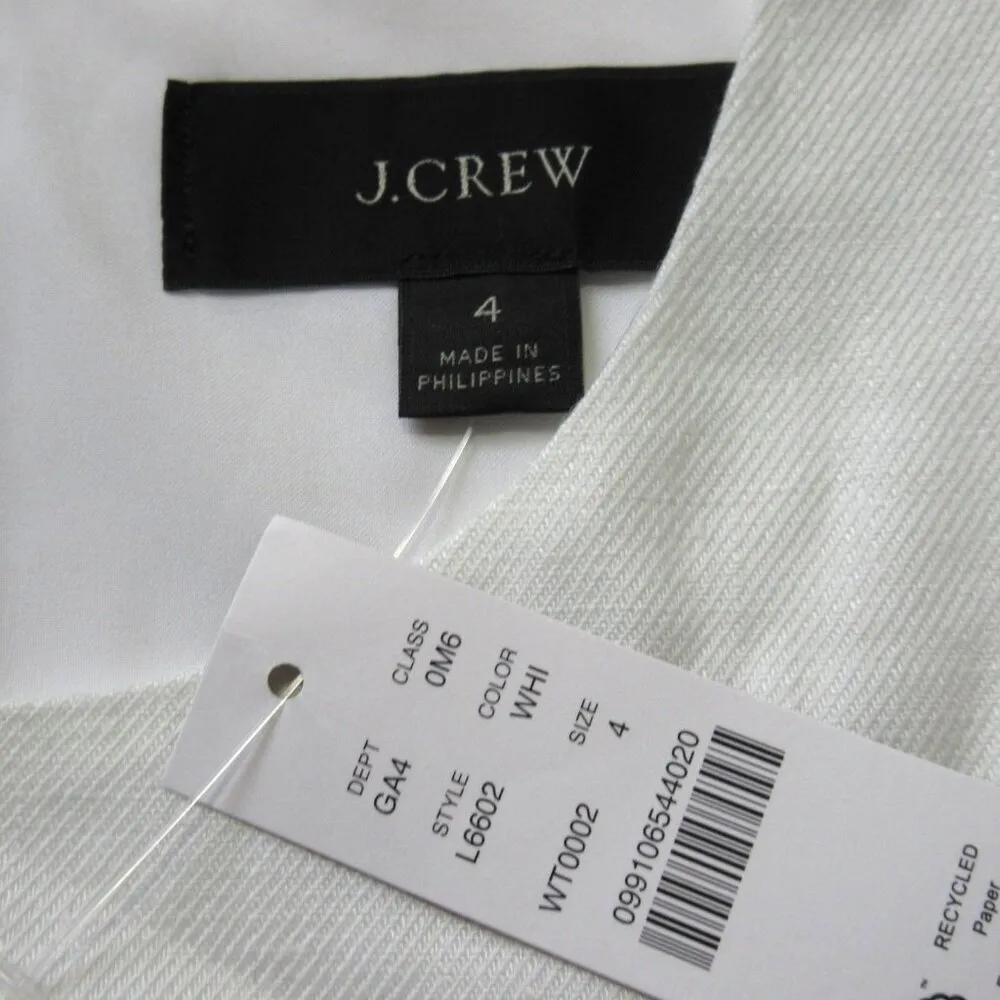 J.CREW
4
MADE IN
PHILIPPINES
DEPT
GA4
CLASS
0M6
STYLE
L6602
COLOR
WHI
WT0002
SIZE
4
099106544020
RECYCLED
Paper